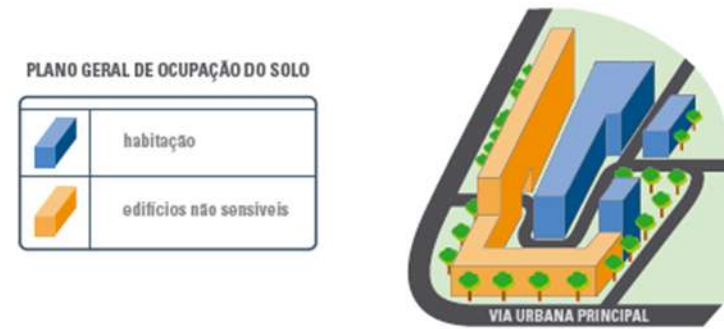 PLANO GERAL DE OCUPAÇÃO DO SOLO
habitação
edifícios não sensíveis
VIA URBANA PRINCIPAL